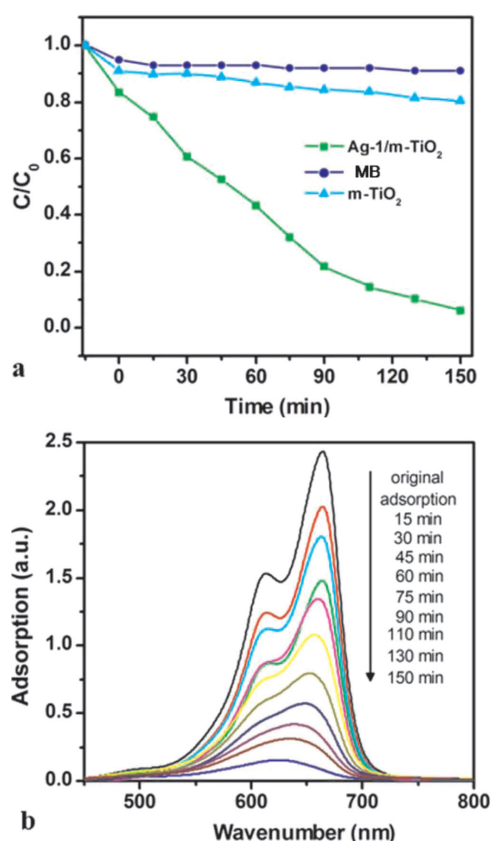 1.0
0.8
0.6
0.4
0.2
0.0
C/C₀
Ag-1/m-TiO₂
MB
m-TiO₂
0 30 60 90 120 150
Time (min)
a
2.5
2.0
1.5
1.0
0.5
0.0
Adsorption (a.u.)
original
adsorption
15 min
30 min
45 min
60 min
75 min
90 min
110 min
130 min
150 min
500 600 700 800
Wavenumber (nm)
b